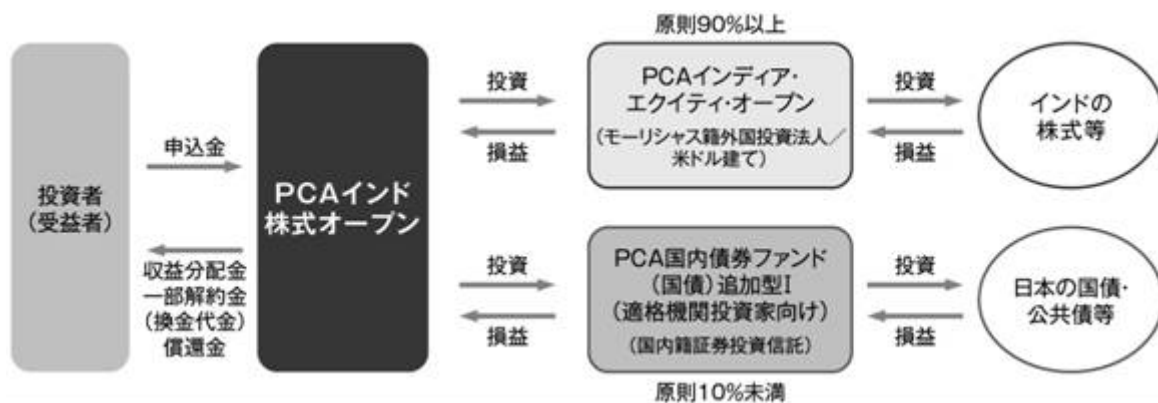 投資者
（受益者）
申込金
収益分配金
一部解約金
（換金代金）
償還金
PCAインド
株式オープン
投資
損益
原則90%以上
PCAインディア・
エクイティ・オープン
（モーリシャス籍外国投資法人／
米ドル建て）
投資
損益
インドの
株式等
投資
損益
PCA国内債券ファンド
（国債）追加型I
（適格機関投資家向け）
（国内籍証券投資信託）
原則10%未満
投資
損益
日本の国債・
公共債等